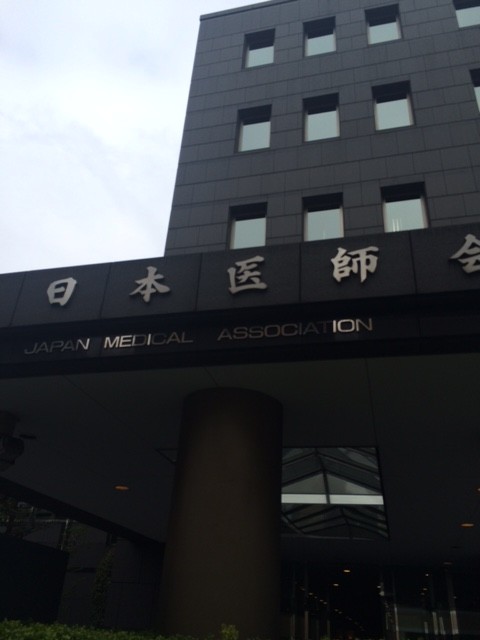 日本医師会
JAPAN MEDICAL ASSOCIATION